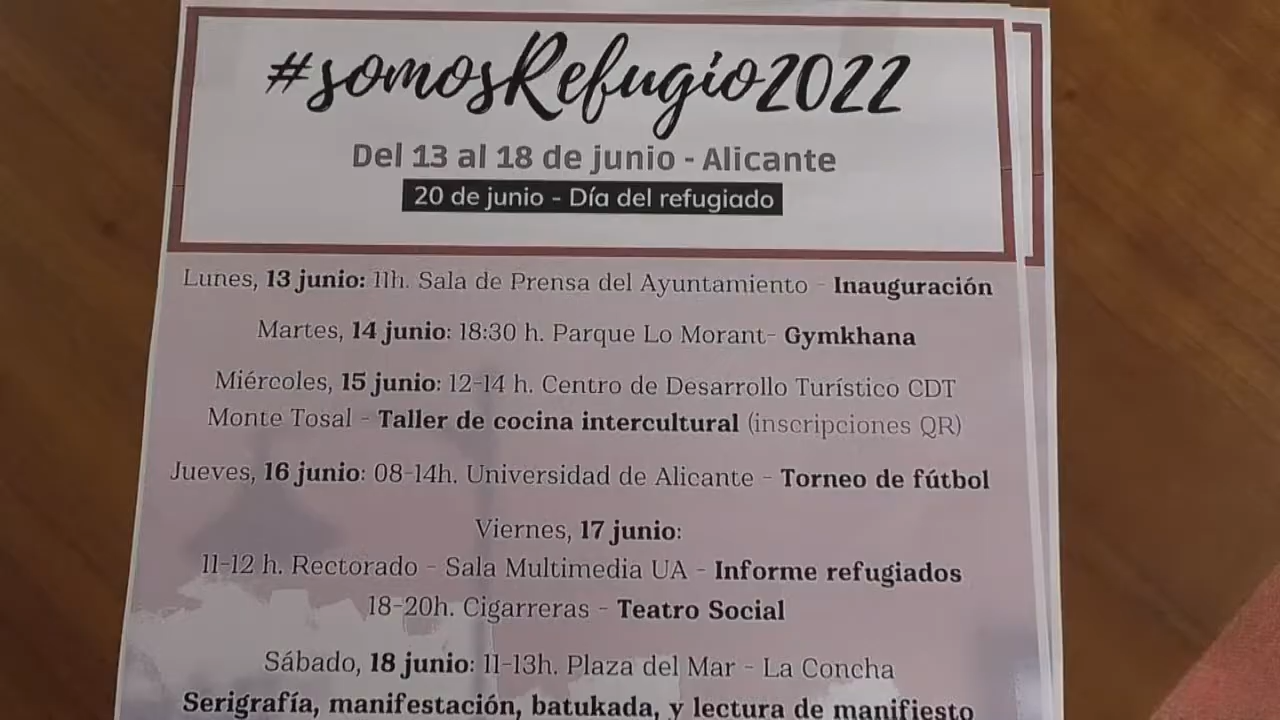 #somosRefugio2022
Del 13 al 18 de junio - Alicante
20 de junio - Día del refugiado
Lunes, 13 junio: 11h. Sala de Prensa del Ayuntamiento - Inauguración
Martes, 14 junio: 18:30 h. Parque Lo Morant- Gymkhana
Miércoles, 15 junio: 12-14 h. Centro de Desarrollo Turístico CDT
Monte Tosal - Taller de cocina intercultural (inscripciones QR)
Jueves, 16 junio: 08-14h. Universidad de Alicante - Torneo de fútbol
Viernes, 17 junio:
11-12 h. Rectorado - Sala Multimedia UA - Informe refugiados
18-20h. Cigarreras - Teatro Social
Sábado, 18 junio: 11-13h. Plaza del Mar - La Concha
Serigrafía, manifestación, batukada, y lectura de manifiesto